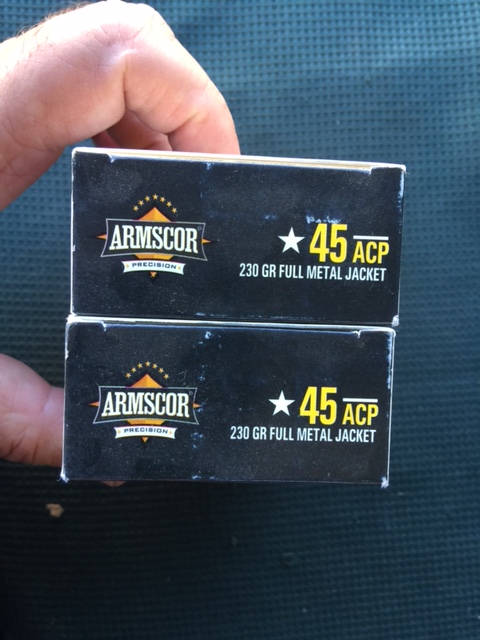 ARMSCOR
PRECISION
45 ACP
230 GR FULL METAL JACKET
ARMSCOR
PRECISION
45 ACP
230 GR FULL METAL JACKET